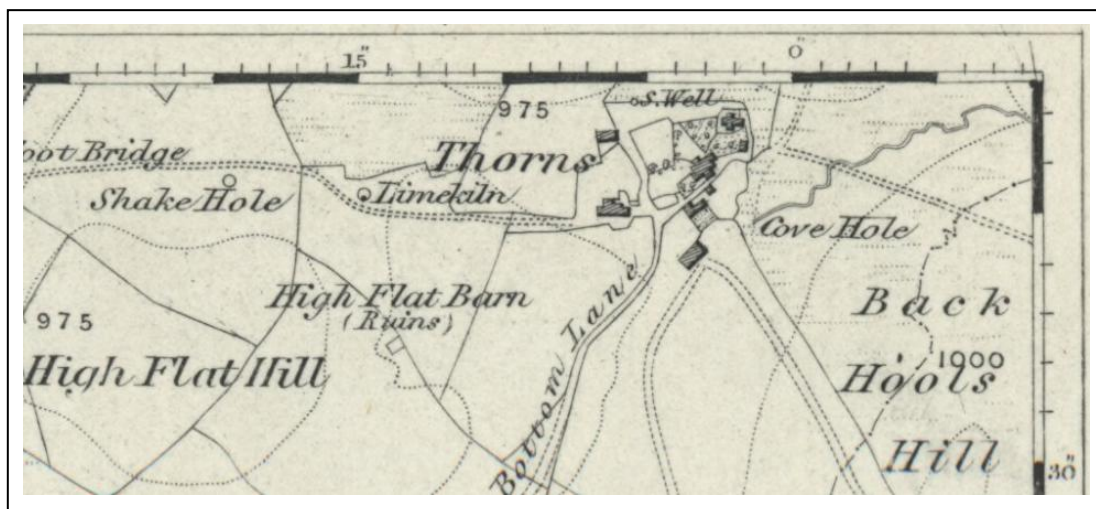 15"
0"
975
S. Well
Thorns
Foot Bridge
Shake Hole
Limekiln
Cove Hole
High Flat Barn
(Ruins)
Back
975
1000
High Flat Hill
Hools
Bottom Lane
Hill
30"